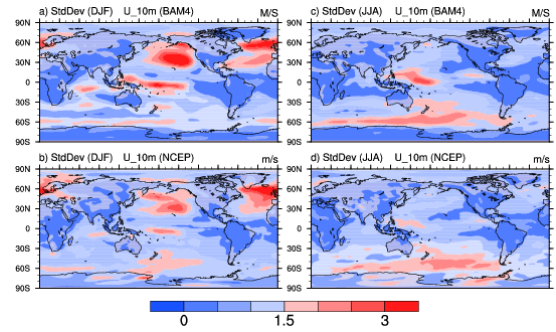 a) StdDev (DJF) U_10m (BAM4) M/S
90N
60N
30N
0
30S
60S
90S
c) StdDev (JJA) U_10m (BAM4) M/S
90N
60N
30N
0
30S
60S
90S
b) StdDev (DJF) U_10m (NCEP) m/s
90N
60N
30N
0
30S
60S
90S
d) StdDev (JJA) U_10m (NCEP) m/s
90N
60N
30N
0
30S
60S
90S
0 1.5 3